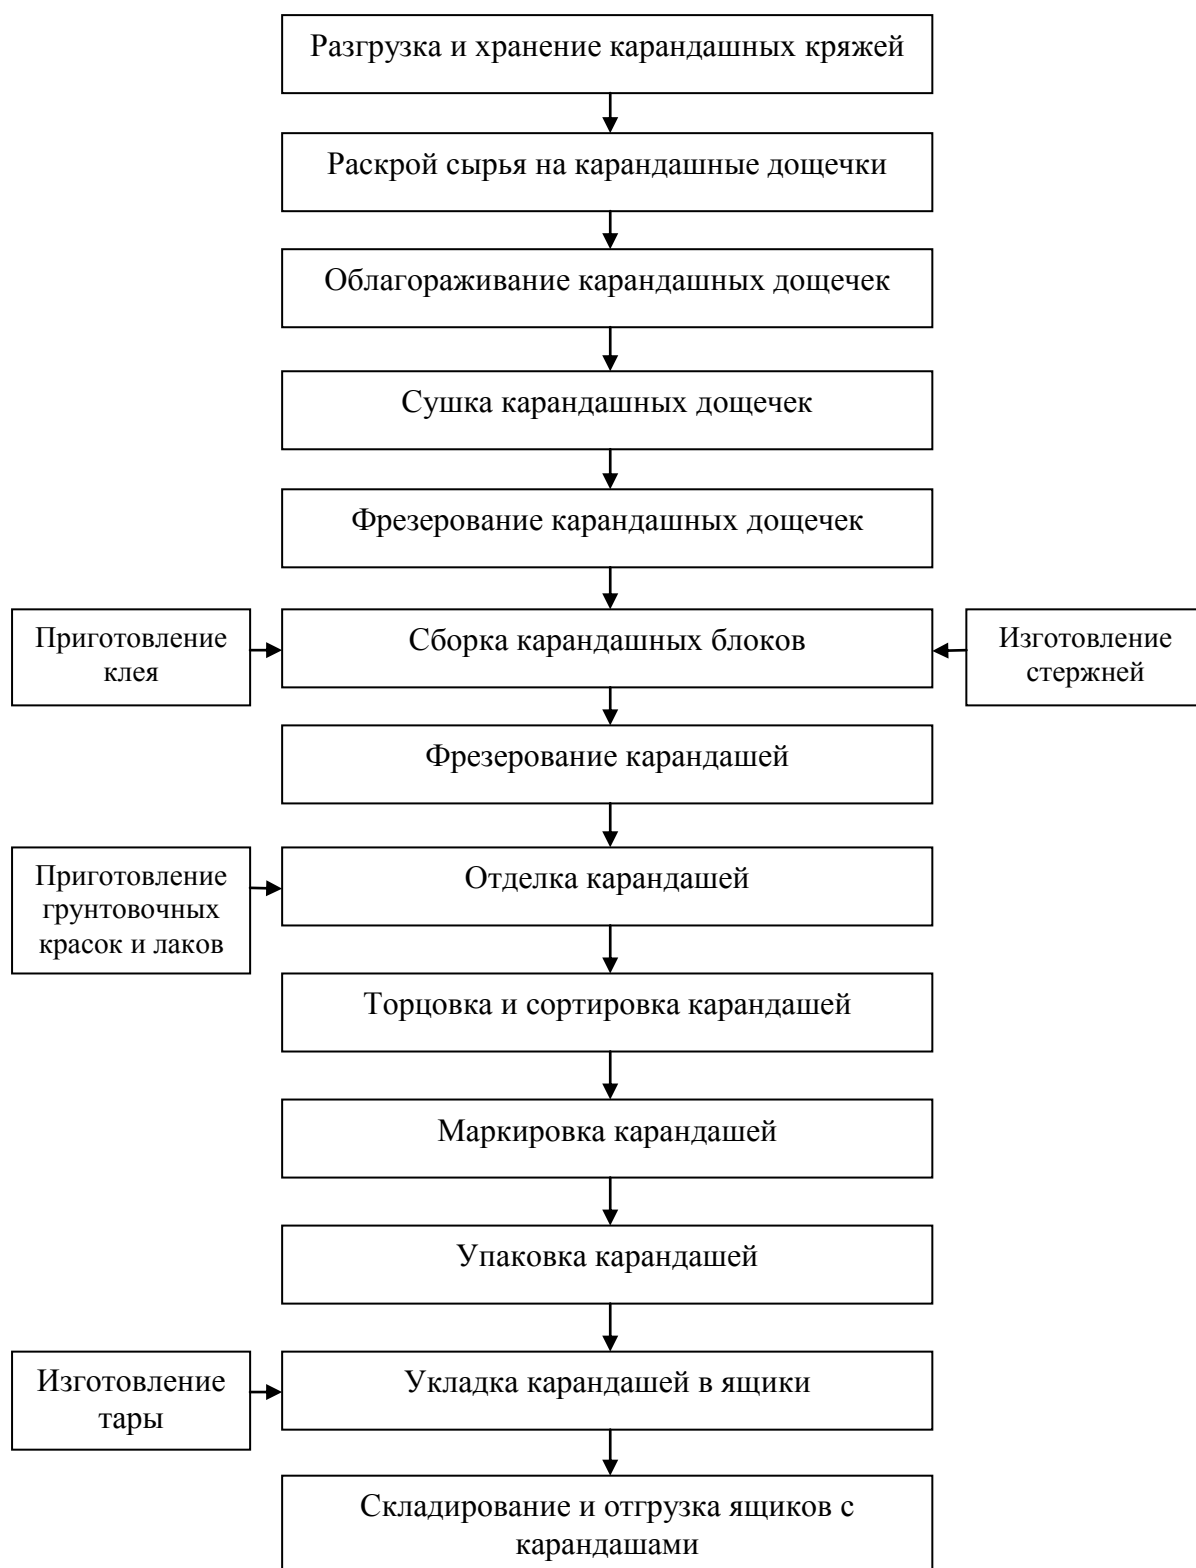 Разгрузка и хранение карандашных кряжей
Раскрой сырья на карандашные дощечки
Облагораживание карандашных дощечек
Сушка карандашных дощечек
Фрезерование карандашных дощечек
Приготовление
клея
Сборка карандашных блоков
Изготовление
стержней
Фрезерование карандашей
Приготовление
грунтовочных
красок и лаков
Отделка карандашей
Торцовка и сортировка карандашей
Маркировка карандашей
Упаковка карандашей
Изготовление
тары
Укладка карандашей в ящики
Складирование и отгрузка ящиков с
карандашами